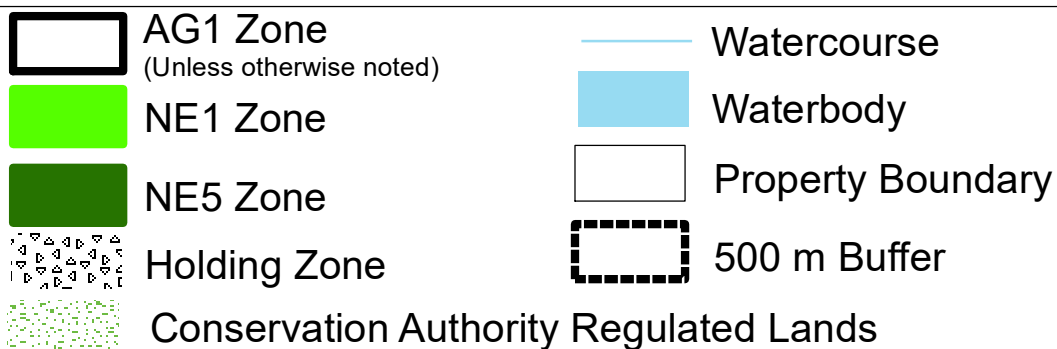 AG1 Zone
(Unless otherwise noted)
NE1 Zone
NE5 Zone
Holding Zone
Conservation Authority Regulated Lands
Watercourse
Waterbody
Property Boundary
500 m Buffer